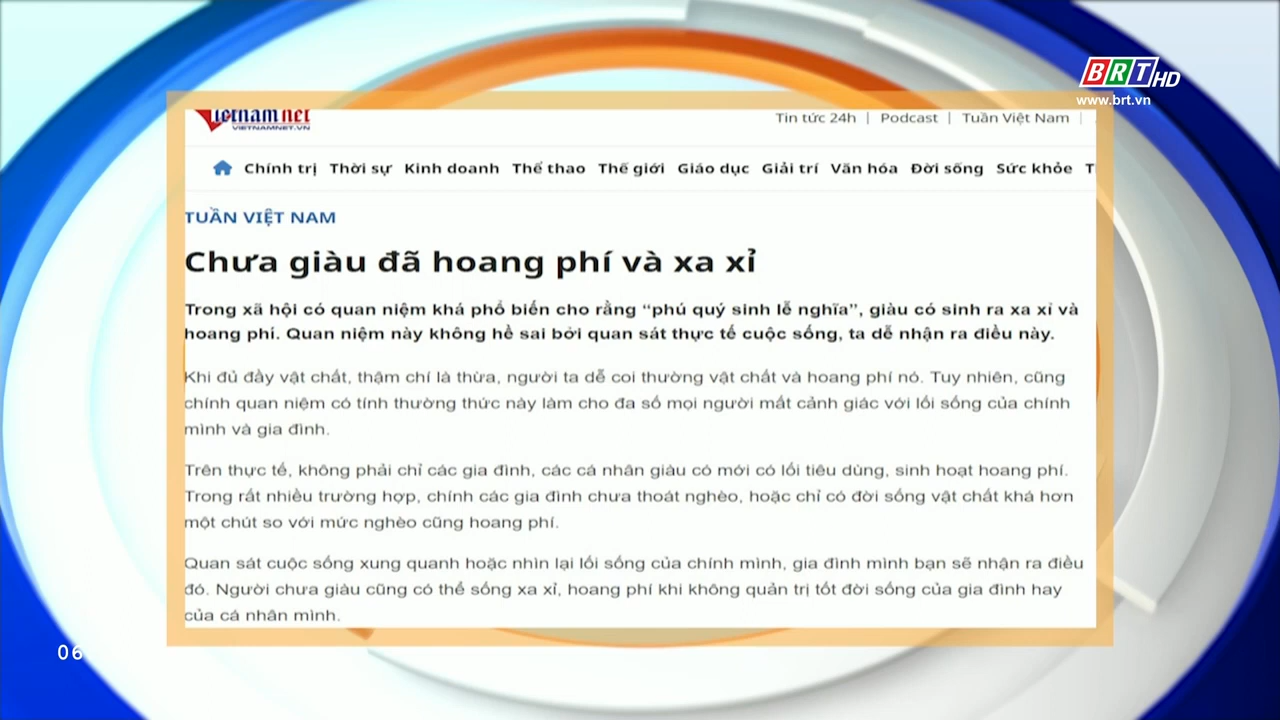 BRT HD
www.brt.vn
Vietnamnet
VIETNAMNET.VN
Tin tức 24h | Podcast | Tuần Việt Nam |
Chính trị Thời sự Kinh doanh Thể thao Thế giới Giáo dục Giải trí Văn hóa Đời sống Sức khỏe
TUẦN VIỆT NAM
Chưa giàu đã hoang phí và xa xỉ
Trong xã hội có quan niệm khá phổ biến cho rằng “phú quý sinh lễ nghĩa”, giàu có sinh ra xa xỉ và
hoang phí. Quan niệm này không hề sai bởi quan sát thực tế cuộc sống, ta dễ nhận ra điều này.
Khi đủ đầy vật chất, thậm chí là thừa, người ta dễ coi thường vật chất và hoang phí nó. Tuy nhiên, cũng
chính quan niệm có tính thường thức này làm cho đa số mọi người mất cảnh giác với lối sống của chính
mình và gia đình.
Trên thực tế, không phải chỉ các gia đình, các cá nhân giàu có mới có lối tiêu dùng, sinh hoạt hoang phí.
Trong rất nhiều trường hợp, chính các gia đình chưa thoát nghèo, hoặc chỉ có đời sống vật chất khá hơn
một chút so với mức nghèo cũng hoang phí.
Quan sát cuộc sống xung quanh hoặc nhìn lại lối sống của chính mình, gia đình mình bạn sẽ nhận ra điều
đó. Người chưa giàu cũng có thể sống xa xỉ, hoang phí khi không quản trị tốt đời sống của gia đình hay
của cá nhân mình.
06